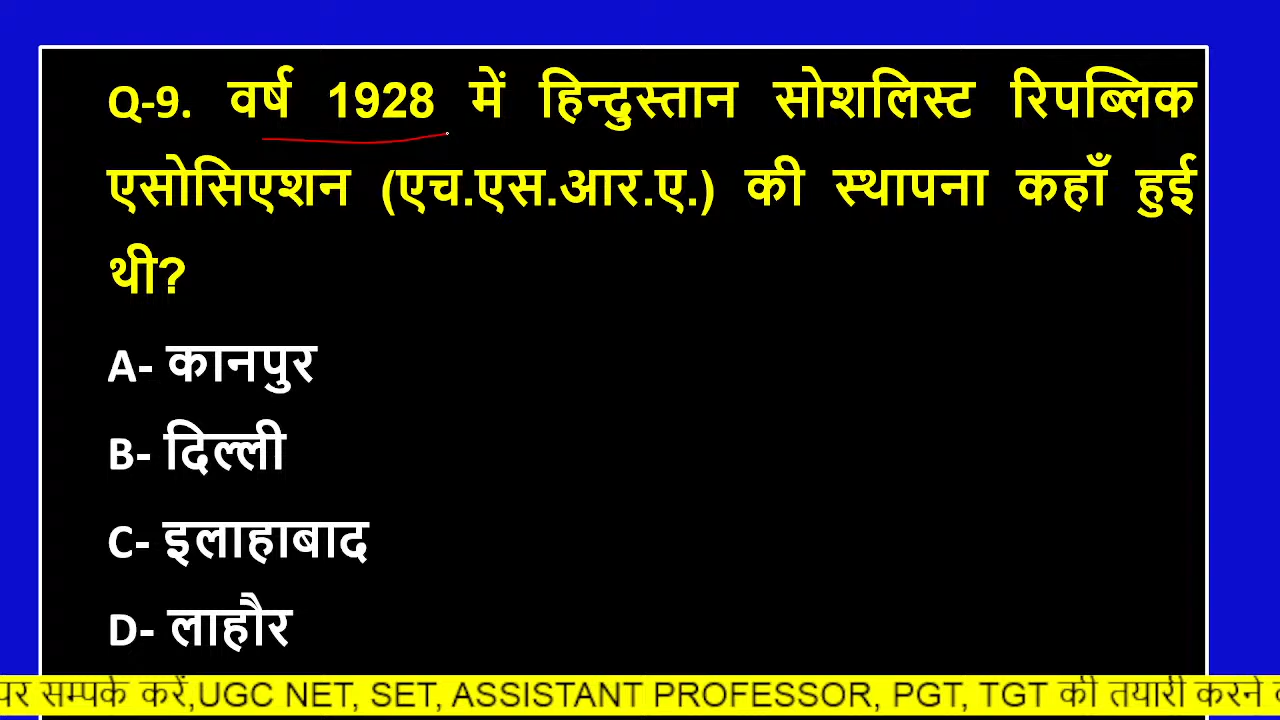 Q-9. वर्ष 1928 में हिन्दुस्तान सोशलिस्ट रिपब्लिक
एसोसिएशन (एच.एस.आर.ए.) की स्थापना कहाँ हुई
थी?
A- कानपुर
B- दिल्ली
C- इलाहाबाद
D- लाहौर
पर सम्पर्क करें,UGC NET, SET, ASSISTANT PROFESSOR, PGT, TGT की तयारी करने